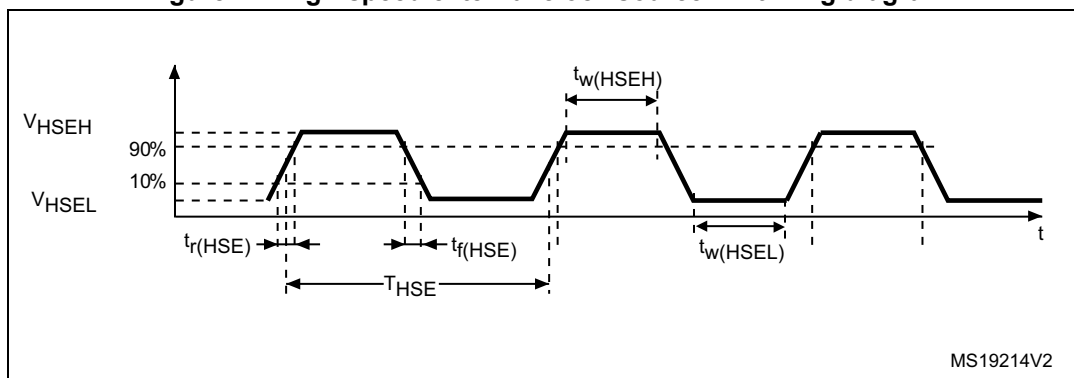 tw(HSEH)
VHSEH
90%
10%
VHSEL
tr(HSE)
tf(HSE)
tw(HSEL)
t
THSE
MS19214V2